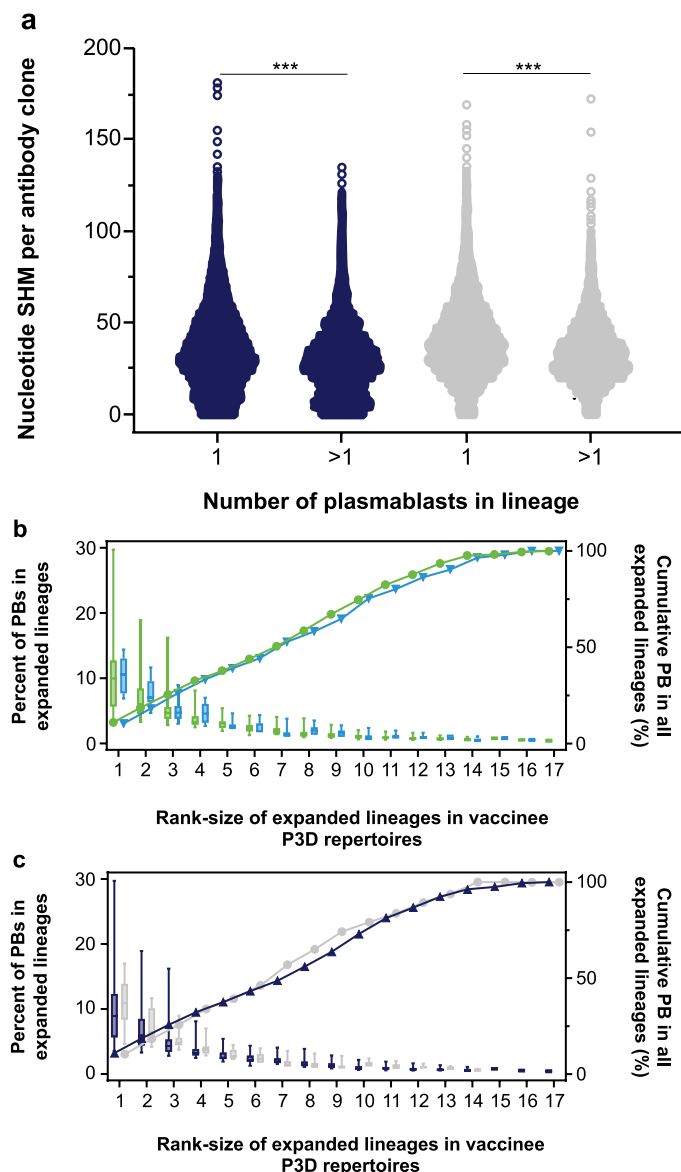 a
Nucleotide SHM per antibody clone
200
150
100
50
0
***
***
1
>1
1
>1
Number of plasmablasts in lineage
b
Percent of PBs in
expanded lineages
30
20
10
0
100
50
0
Cumulative PB in all
expanded lineages (%)
1 2 3 4 5 6 7 8 9 10 11 12 13 14 15 16 17
Rank-size of expanded lineages in vaccinee
P3D repertoires
c
Percent of PBs in
expanded lineages
30
20
10
0
100
50
0
Cumulative PB in all
expanded lineages (%)
1 2 3 4 5 6 7 8 9 10 11 12 13 14 15 16 17
Rank-size of expanded lineages in vaccinee
P3D repertoires